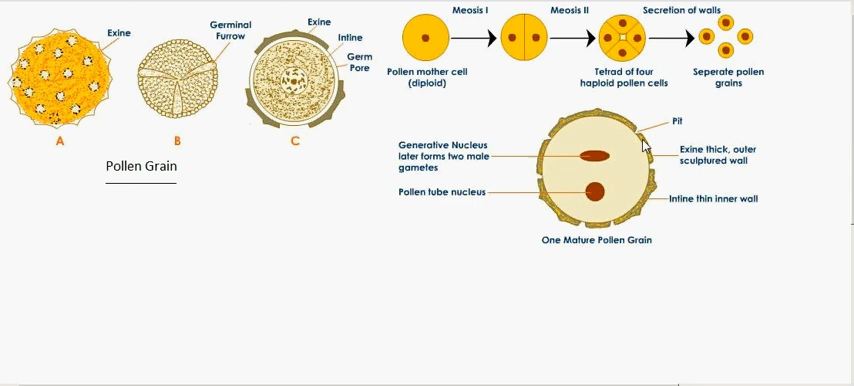 Exine
Germinal
Furrow
Exine
Intine
Germ
Pore
A
B
C
Pollen Grain
Meosis I
Meosis II
Secretion of walls
Pollen mother cell
(diploid)
Tetrad of four
haploid pollen cells
Seperate pollen
grains
Pit
Generative Nucleus
later forms two male
gametes
Exine thick, outer
sculptured wall
Pollen tube nucleus
Intine thin inner wall
One Mature Pollen Grain